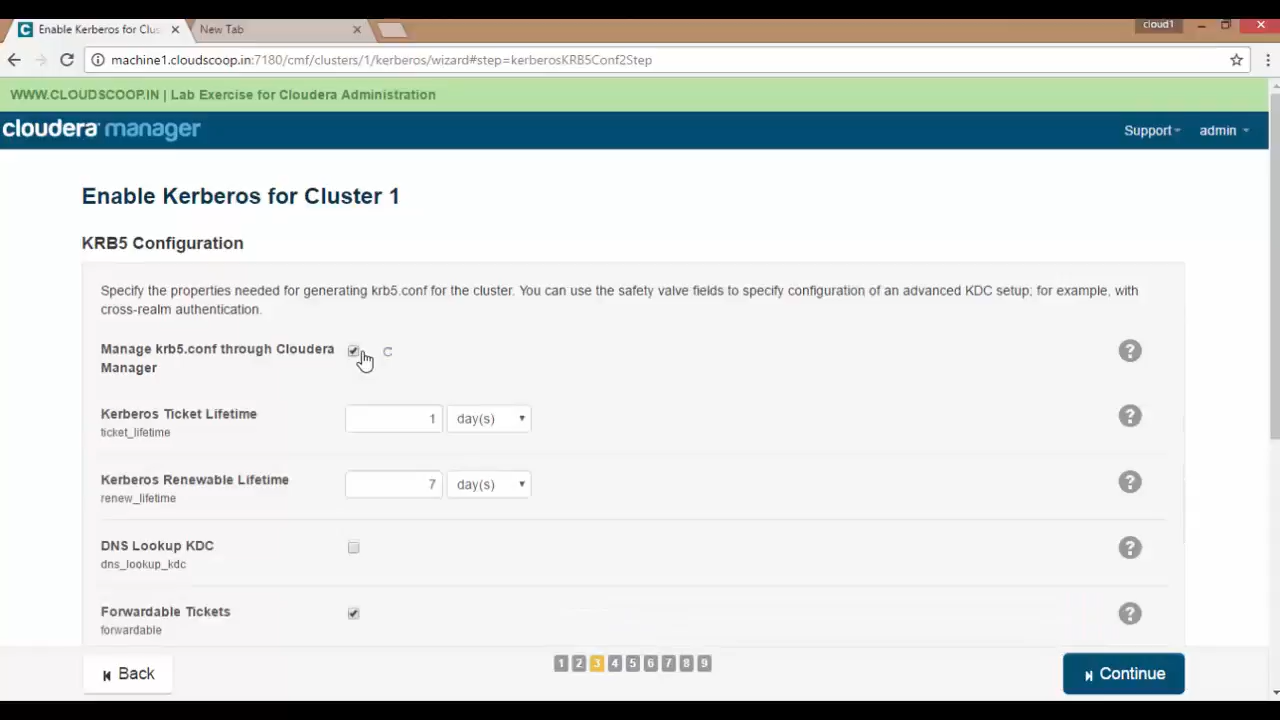 Enable Kerberos for Clus
New Tab
cloud1
machine1.cloudscoop.in:7180/cmf/clusters/1/kerberos/wizard#step=kerberosKRB5Conf2Step
WWW.CLOUDSCOOP.IN | Lab Exercise for Cloudera Administration
cloudera manager
Support
admin
Enable Kerberos for Cluster 1
KRB5 Configuration
Specify the properties needed for generating krb5.conf for the cluster. You can use the safety valve fields to specify configuration of an advanced KDC setup; for example, with
cross-realm authentication.
Manage krb5.conf through Cloudera
Manager
?
Kerberos Ticket Lifetime
ticket_lifetime
1 day(s)
?
Kerberos Renewable Lifetime
renew_lifetime
7 day(s)
?
DNS Lookup KDC
dns_lookup_kdc
?
Forwardable Tickets
forwardable
?
Back
1 2 3 4 5 6 7 8 9
Continue